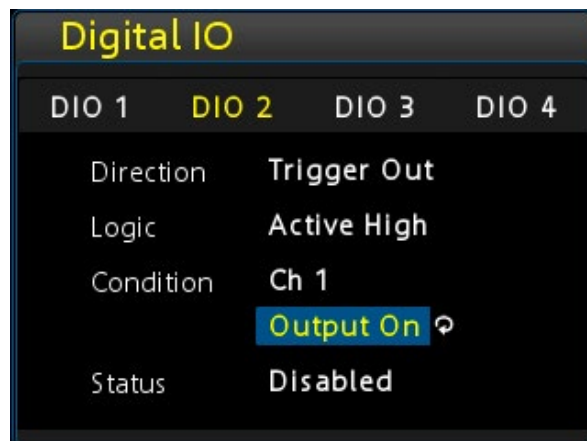 Digital IO
DIO 1 DIO 2 DIO 3 DIO 4
Direction Trigger Out
Logic Active High
Condition Ch 1
Output On
Status Disabled